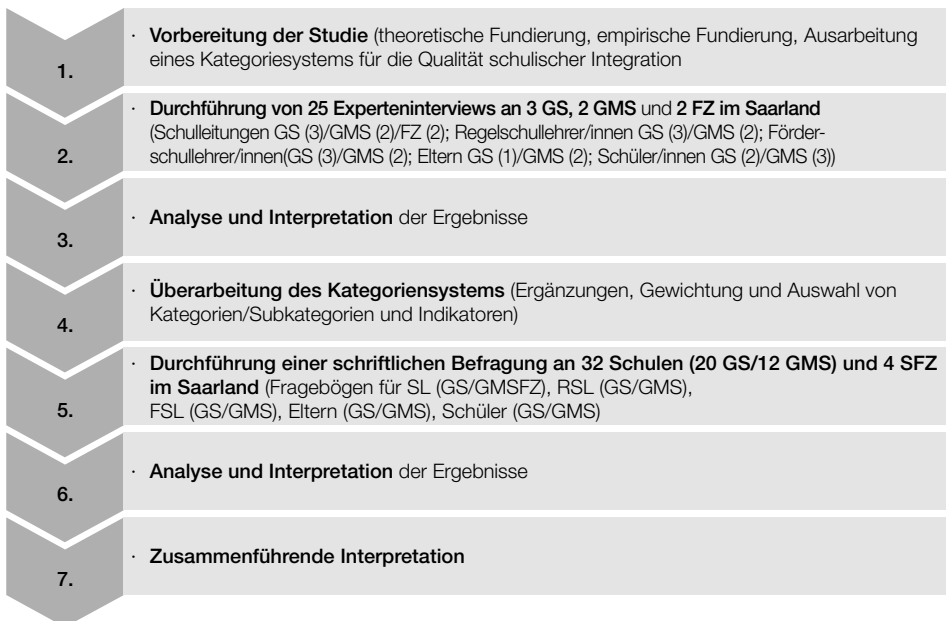 1.
· Vorbereitung der Studie (theoretische Fundierung, empirische Fundierung, Ausarbeitung
eines Kategoriesystems für die Qualität schulischer Integration
2.
· Durchführung von 25 Experteninterviews an 3 GS, 2 GMS und 2 FZ im Saarland
(Schulleitungen GS (3)/GMS (2)/FZ (2); Regelschullehrer/innen GS (3)/GMS (2); Förder-
schullehrer/innen(GS (3)/GMS (2); Eltern GS (1)/GMS (2); Schüler/innen GS (2)/GMS (3))
3.
· Analyse und Interpretation der Ergebnisse
4.
· Überarbeitung des Kategoriensystems (Ergänzungen, Gewichtung und Auswahl von
Kategorien/Subkategorien und Indikatoren)
5.
· Durchführung einer schriftlichen Befragung an 32 Schulen (20 GS/12 GMS) und 4 SFZ
im Saarland (Fragebögen für SL (GS/GMSFZ), RSL (GS/GMS),
FSL (GS/GMS), Eltern (GS/GMS), Schüler (GS/GMS)
6.
· Analyse und Interpretation der Ergebnisse
7.
· Zusammenführende Interpretation